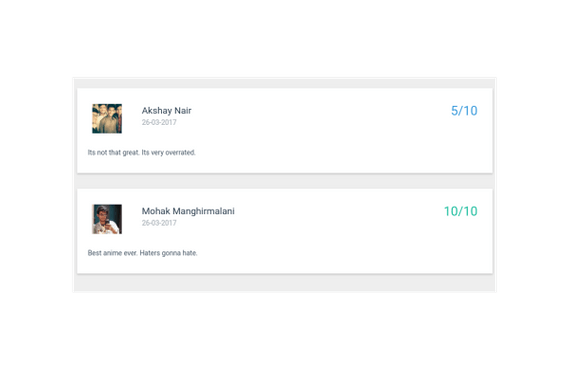 Akshay Nair
5/10
26-03-2017
Its not that great. Its very overrated.
Mohak Manghirmalani
10/10
26-03-2017
Best anime ever. Haters gonna hate.